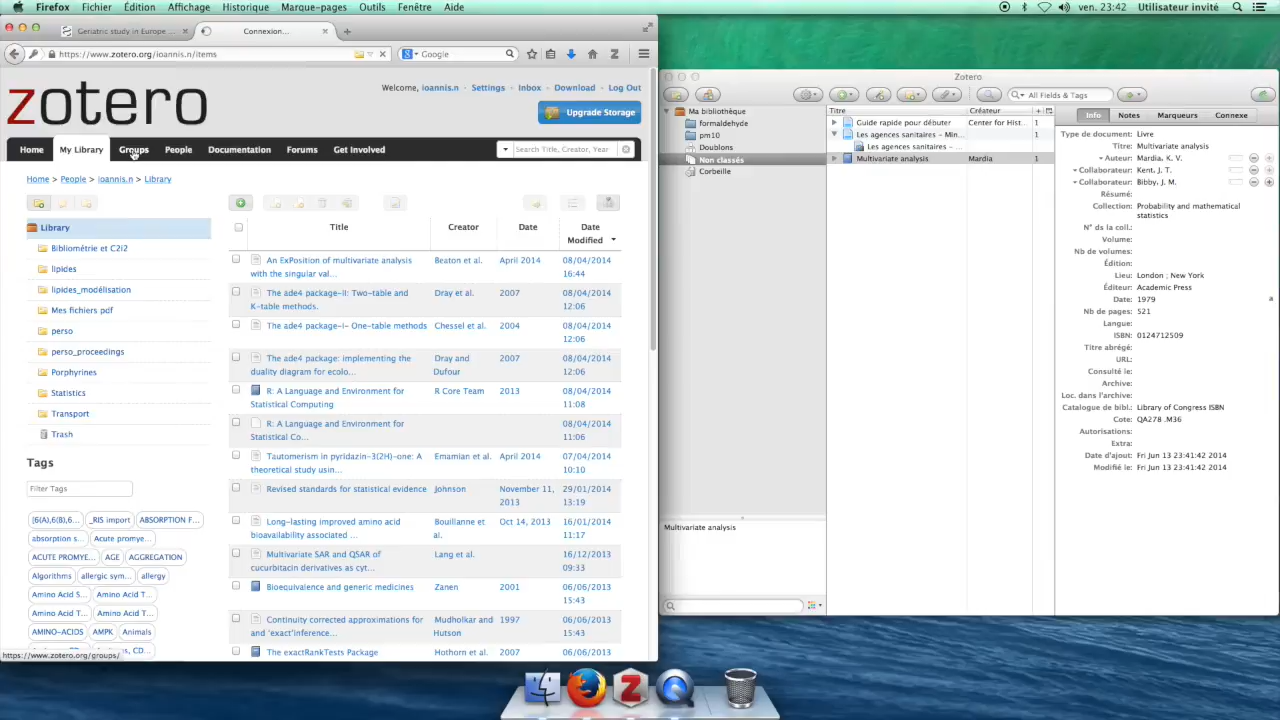 Firefox Fichier Édition Affichage Historique Marque-pages Outils Fenêtre Aide
ven. 23:42 Utilisateur invité
Geriatric study in Europe...
Connexion...
https://www.zotero.org/ioannis.n/items
Google
zotero
Welcome, ioannis.n · Settings · Inbox · Download · Log Out
Upgrade Storage
Home My Library Groups People Documentation Forums Get Involved
Search Title, Creator, Year
Home > People > ioannis.n > Library
Library
Bibliométrie et C2i2
lipides
lipides_modélisation
Mes fichiers pdf
perso
perso_proceedings
Porphyrines
Statistics
Transport
Trash
Tags
Filter Tags
[6(A),6(B),6...
_RIS import
ABSORPTION F...
absorption s...
Acute promye...
ACUTE PROMYE...
AGE
AGGREGATION
Algorithms
allergic sym...
allergy
Amino Acid S...
Amino Acid T...
Amino Acid T...
Amino Acid T...
AMINO-ACIDS
AMPK
Animals
https://www.zotero.org/groups/
Title Creator Date Date
Modified
An ExPosition of multivariate analysis
with the singular val...
Beaton et al. April 2014 08/04/2014
16:44
The ade4 package-II: Two-table and
K-table methods.
Dray et al. 2007 08/04/2014
12:06
The ade4 package-I- One-table methods
Chessel et al. 2004 08/04/2014
12:06
The ade4 package: implementing the
duality diagram for ecolo...
Dray and
Dufour
2007 08/04/2014
12:06
R: A Language and Environment for
Statistical Computing
R Core Team 2013 08/04/2014
11:08
R: A Language and Environment for
Statistical Co...
08/04/2014
11:06
Tautomerism in pyridazin-3(2H)-one: A
theoretical study usin...
Emamian et al. April 2014 07/04/2014
10:10
Revised standards for statistical evidence
Johnson November 11,
2013
29/01/2014
13:19
Long-lasting improved amino acid
bioavailability associated ...
Bouillanne et
al.
Oct 14, 2013 16/01/2014
11:17
Multivariate SAR and QSAR of
cucurbitacin derivatives as cyt...
Lang et al. 16/12/2013
09:33
Bioequivalence and generic medicines
Zanen 2001 06/06/2013
15:43
Continuity corrected approximations for
and 'exact'inference...
Mudholkar and
Hutson
1997 06/06/2013
15:43
The exactRankTests Package
Hothorn et al. 2007 06/06/2013
Zotero
All Fields & Tags
Ma bibliothèque
formaldehyde
pm10
Doublons
Non classés
Corbeille
Multivariate analysis
Titre Créateur
Guide rapide pour débuter Center for Hist... 1
Les agences sanitaires - Min... 1
Les agences sanitaires - ...
Multivariate analysis Mardia 1
Info Notes Marqueurs Connexe
Type de document: Livre
Titre: Multivariate analysis
Auteur: Mardia, K. V.
Collaborateur: Kent, J. T.
Collaborateur: Bibby, J. M.
Résumé:
Collection: Probability and mathematical
statistics
N° ds la coll.:
Volume:
Nb de volumes:
Édition:
Lieu: London ; New York
Éditeur: Academic Press
Date: 1979
a
Nb de pages: 521
Langue:
ISBN: 0124712509
Titre abrégé:
URL:
Consulté le:
Archive:
Loc. dans l'archive:
Catalogue de bibl.: Library of Congress ISBN
Cote: QA278 .M36
Autorisations:
Extra:
Date d'ajout: Fri Jun 13 23:41:42 2014
Modifié le: Fri Jun 13 23:41:42 2014